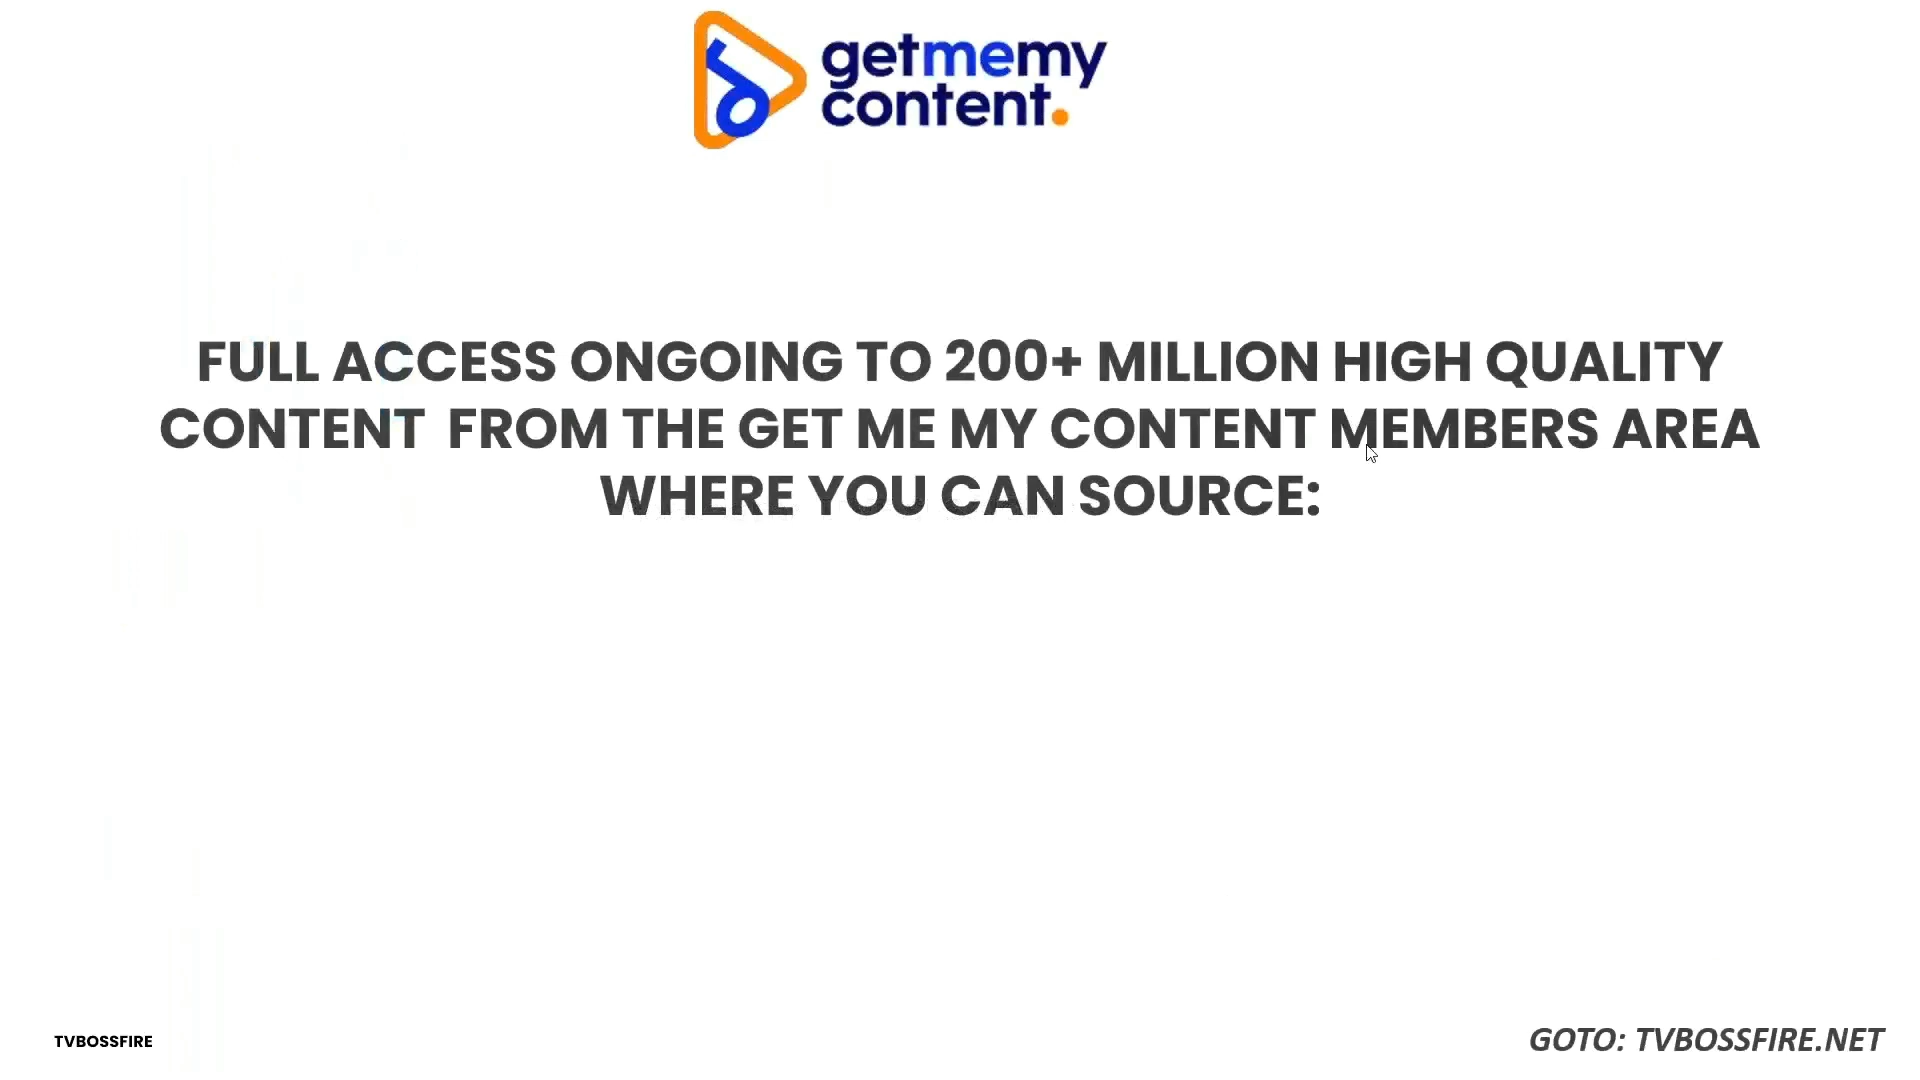 getmemy
content.
FULL ACCESS ONGOING TO 200+ MILLION HIGH QUALITY
CONTENT FROM THE GET ME MY CONTENT MEMBERS AREA
WHERE YOU CAN SOURCE:
TVBOSSFIRE
GOTO: TVBOSSFIRE.NET